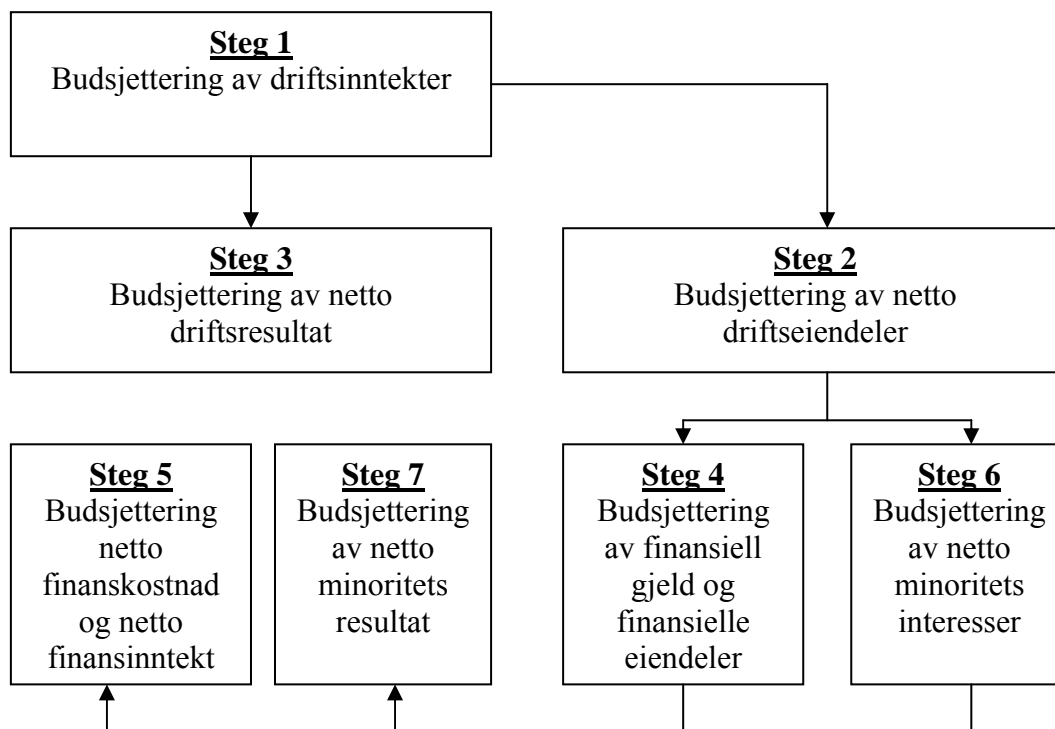 Steg 1
Budsjettering av driftsinntekter
Steg 3
Budsjettering av netto
driftsresultat
Steg 2
Budsjettering av netto
driftseiendeler
Steg 5
Budsjettering
netto
finanskostnad
og netto
finansinntekt
Steg 7
Budsjettering
av netto
minoritets
resultat
Steg 4
Budsjettering
av finansiell
gjeld og
finansielle
eiendeler
Steg 6
Budsjettering
av netto
minoritets
interesser